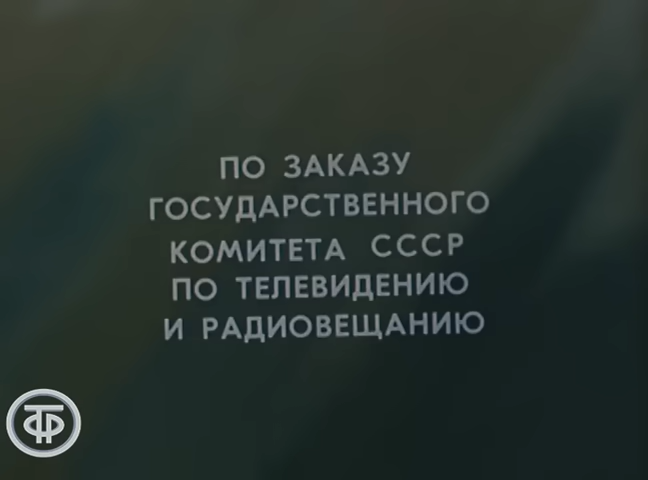 ПО ЗАКАЗУ
ГОСУДАРСТВЕННОГО
КОМИТЕТА СССР
ПО ТЕЛЕВИДЕНИЮ
И РАДИОВЕЩАНИЮ